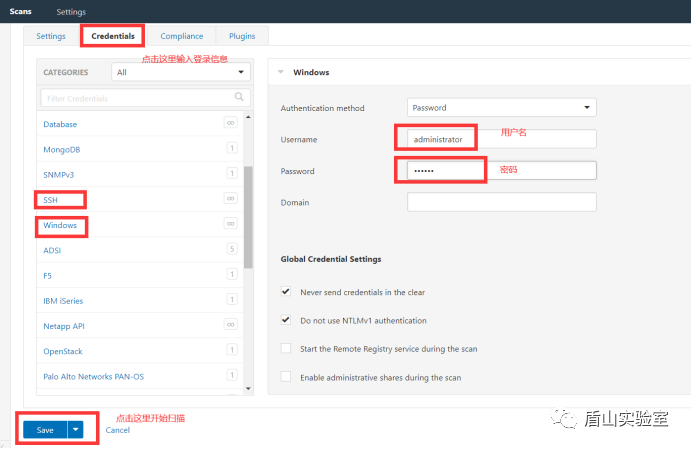 Scans Settings
Settings Credentials Compliance Plugins
点击这里输入登录信息
CATEGORIES All
Filter Credentials
Database ∞
MongoDB 1
SNMPv3 1
SSH ∞
Windows ∞
ADSI 5
F5 1
IBM iSeries 1
Netapp API ∞
OpenStack 1
Palo Alto Networks PAN-OS 1
Windows
Authentication method Password
Username administrator 用户名
Password •••••• 密码
Domain
Global Credential Settings
Never send credentials in the clear
Do not use NTLMv1 authentication
Start the Remote Registry service during the scan
Enable administrative shares during the scan
点击这里开始扫描
Save Cancel
盾山实验室